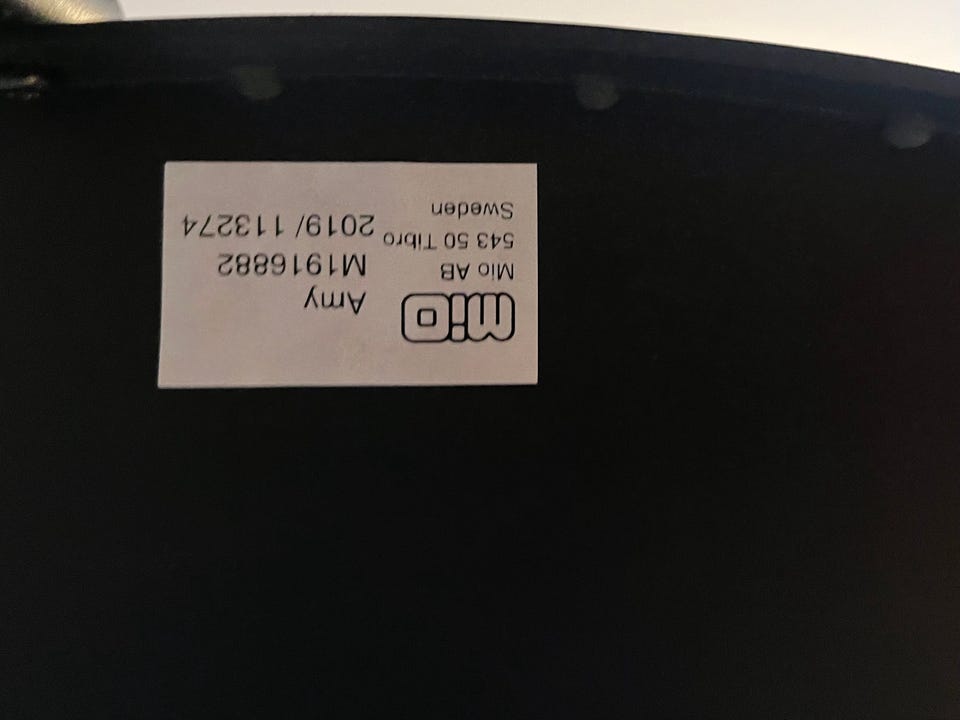 mio
Mio AB
543 50 Tibro
Sweden
Amy
M1916882
2019/ 113274